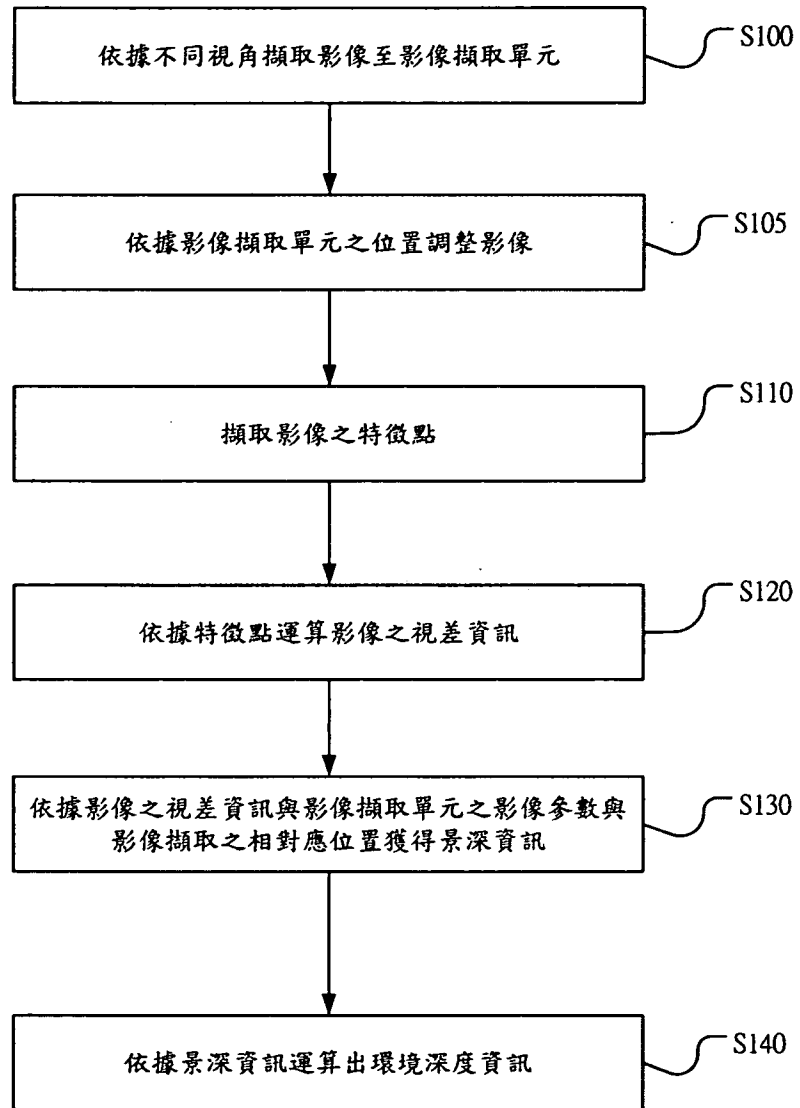 依據不同視角擷取影像至影像擷取單元
S100
依據影像擷取單元之位置調整影像
S105
擷取影像之特徵點
S110
依據特徵點運算影像之視差資訊
S120
依據影像之視差資訊與影像擷取單元之影像參數與
影像擷取之相對應位置獲得景深資訊
S130
依據景深資訊運算出環境深度資訊
S140